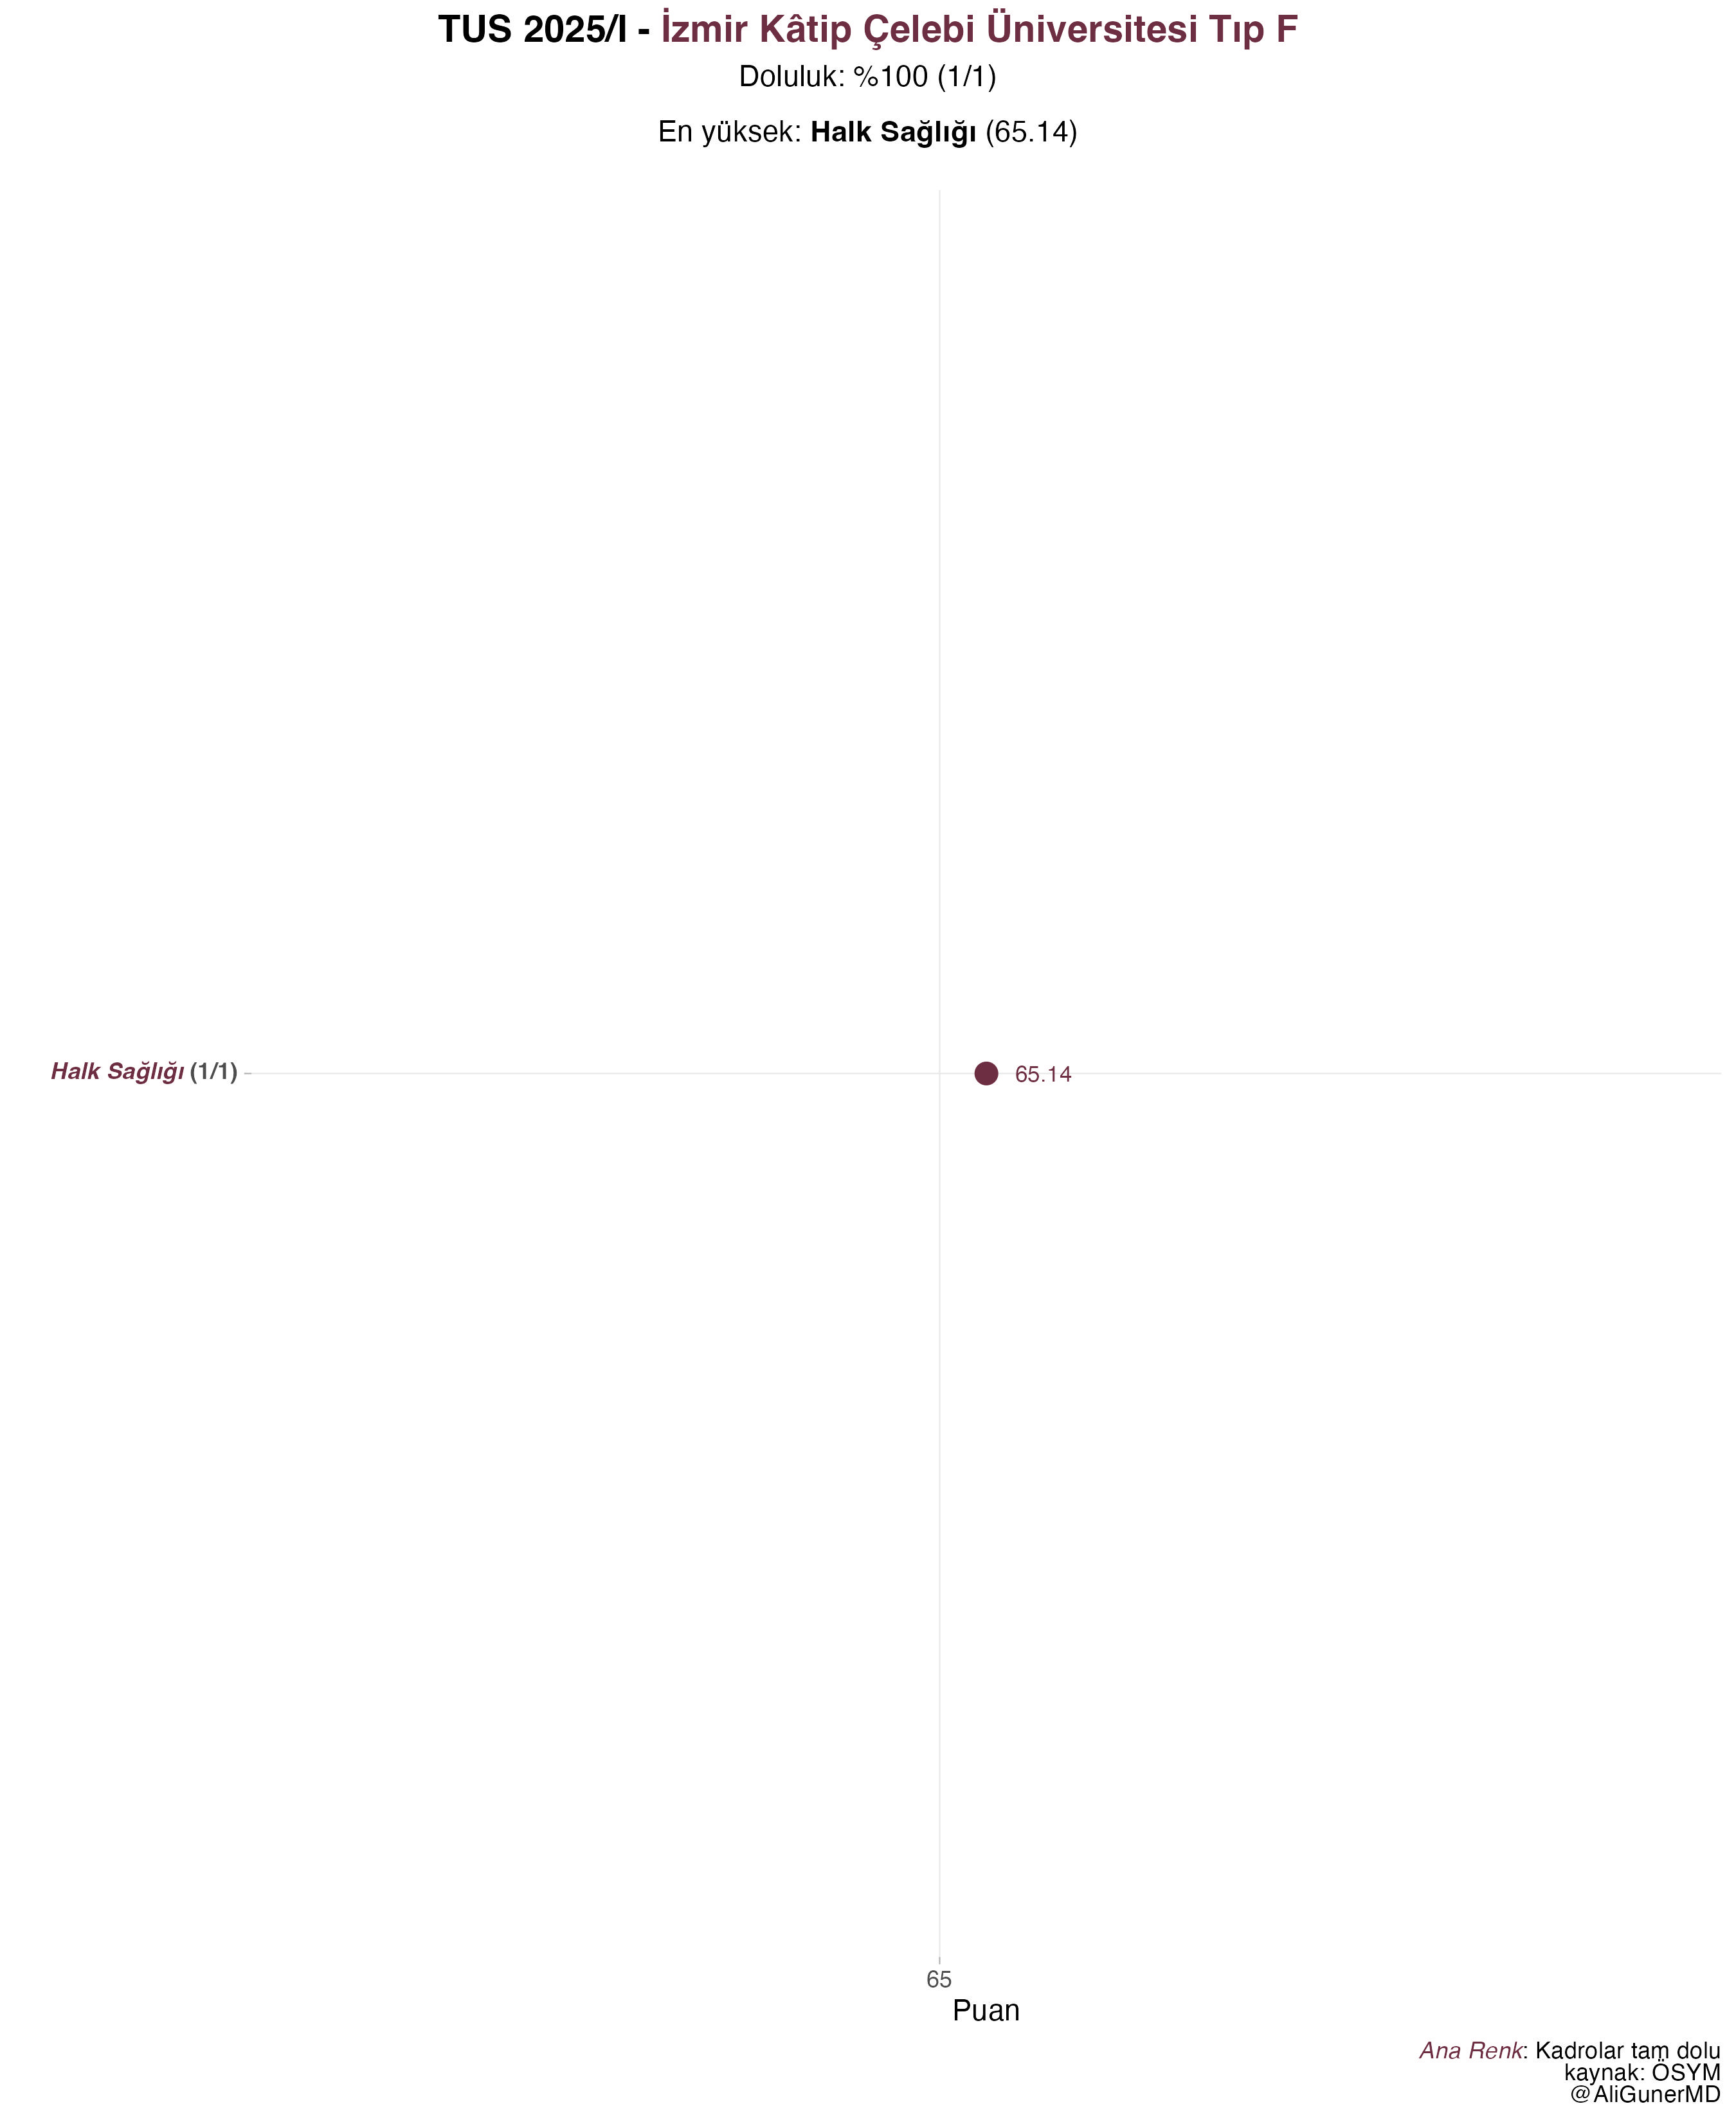 TUS 2025/I - İzmir Kâtip Çelebi Üniversitesi Tıp F
Doluluk: %100 (1/1)
En yüksek: Halk Sağlığı (65.14)
Halk Sağlığı (1/1)
65.14
65
Puan
Ana Renk: Kadrolar tam dolu
kaynak: ÖSYM
@AliGunerMD